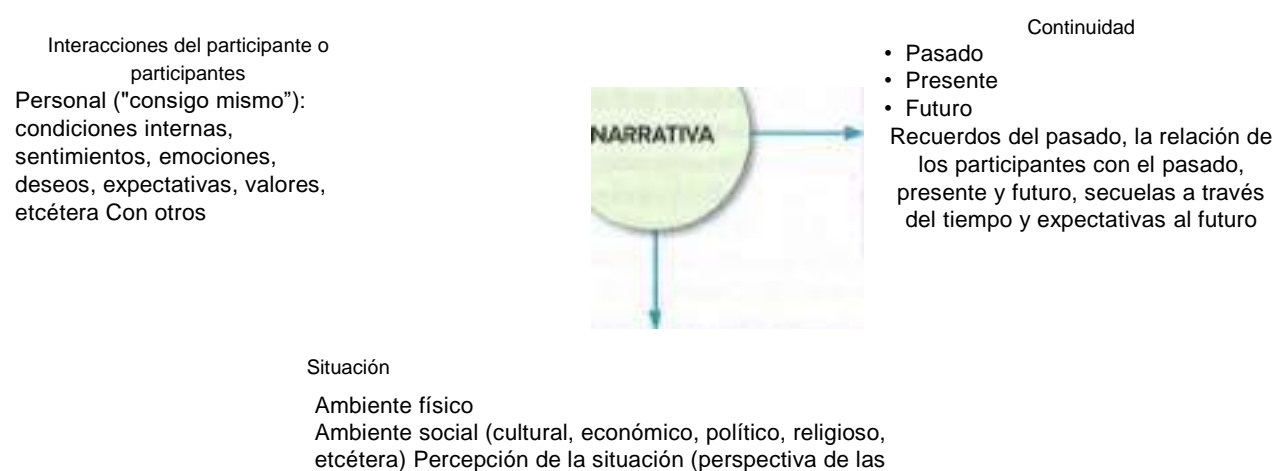 Interacciones del participante o
participantes
Personal ("consigo mismo”):
condiciones internas,
sentimientos, emociones,
deseos, expectativas, valores,
etcétera Con otros
NARRATIVA
Continuidad
• Pasado
• Presente
• Futuro
Recuerdos del pasado, la relación de
los participantes con el pasado,
presente y futuro, secuelas a través
del tiempo y expectativas al futuro
Situación
Ambiente físico
Ambiente social (cultural, económico, político, religioso,
etcétera) Percepción de la situación (perspectiva de las